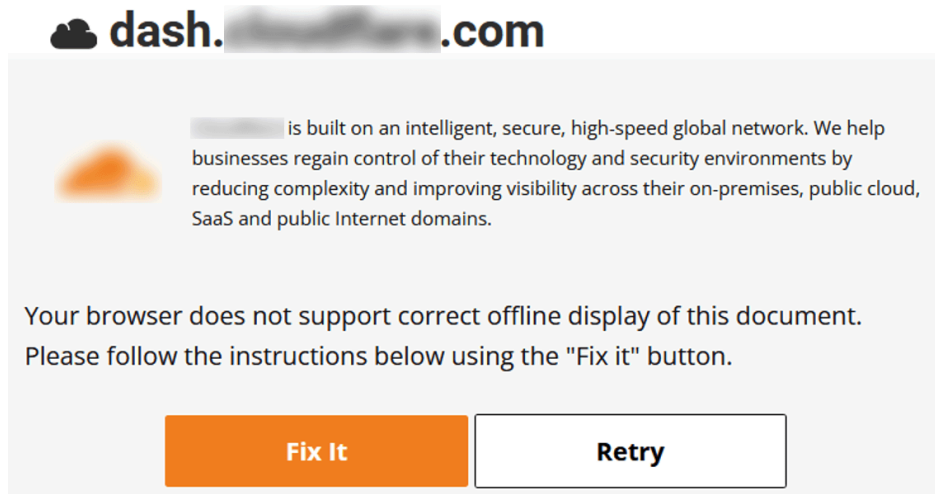 dash. .com
is built on an intelligent, secure, high-speed global network. We help
businesses regain control of their technology and security environments by
reducing complexity and improving visibility across their on-premises, public cloud,
SaaS and public Internet domains.
Your browser does not support correct offline display of this document.
Please follow the instructions below using the "Fix it" button.
Fix It
Retry